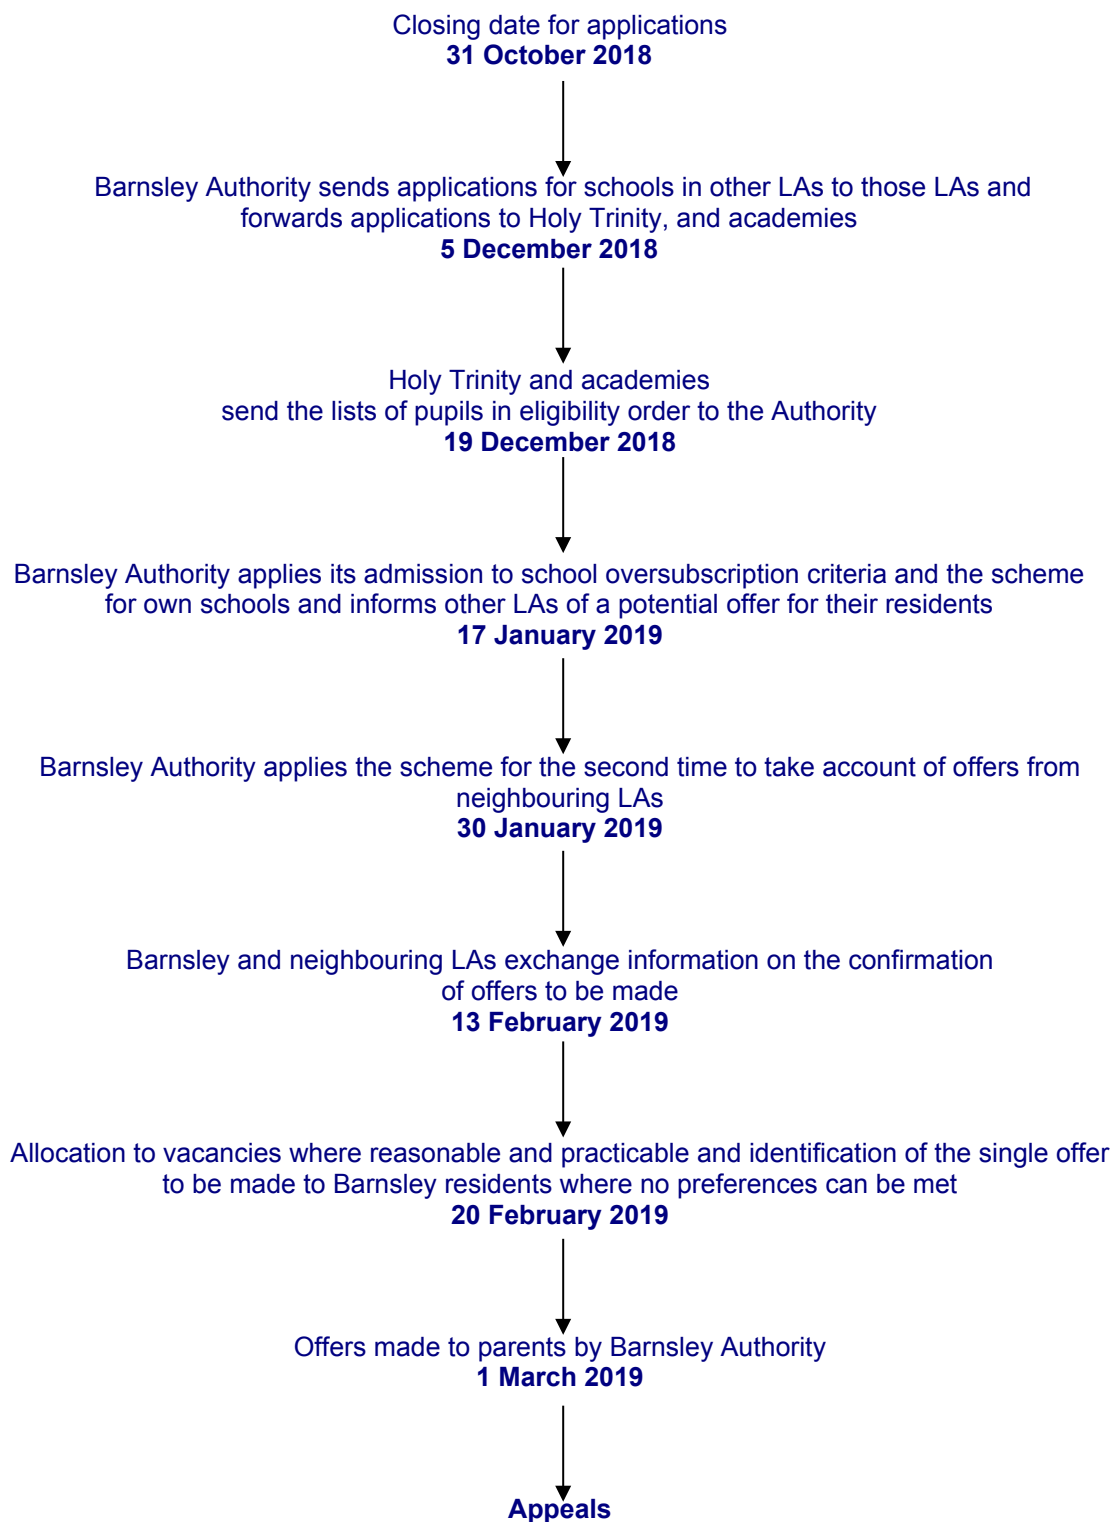 Closing date for applications
31 October 2018
Barnsley Authority sends applications for schools in other LAs to those LAs and
forwards applications to Holy Trinity, and academies
5 December 2018
Holy Trinity and academies
send the lists of pupils in eligibility order to the Authority
19 December 2018
Barnsley Authority applies its admission to school oversubscription criteria and the scheme
for own schools and informs other LAs of a potential offer for their residents
17 January 2019
Barnsley Authority applies the scheme for the second time to take account of offers from
neighbouring LAs
30 January 2019
Barnsley and neighbouring LAs exchange information on the confirmation
of offers to be made
13 February 2019
Allocation to vacancies where reasonable and practicable and identification of the single offer
to be made to Barnsley residents where no preferences can be met
20 February 2019
Offers made to parents by Barnsley Authority
1 March 2019
Appeals